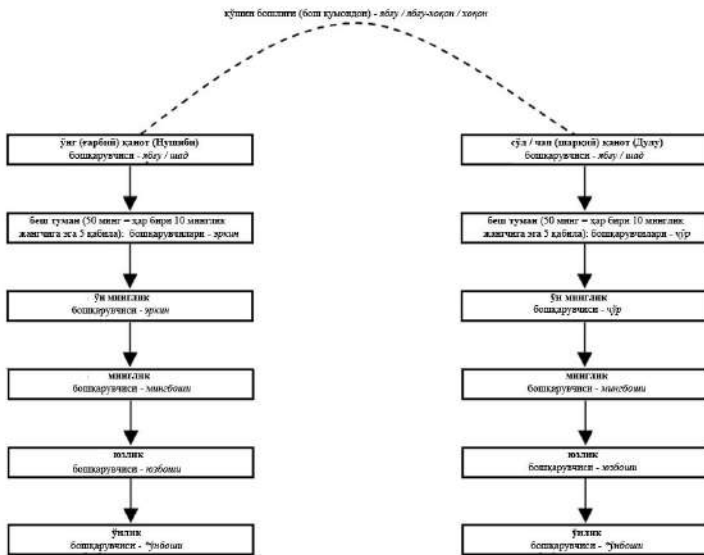 қўшин бошлиғи (бош қумондон) - ябғу / ябғу-хоқон / хоқон
ўнг (ғарбий) қанот (Нушиби)
бошқарувчиси - ябғу / шад
беш туман (50 минг = ҳар бири 10 минглик
жангчига эга 5 қабила); бошқарувчилари - эркин
ўн минглик
бошқарувчиси - эркин
минглик
бошқарувчиси - мингбоши
юзлик
бошқарувчиси - юзбоши
ўнлик
бошқарувчиси - *ўнбоши
сўл / чап (шарқий) қанот (Дулу)
бошқарувчиси - ябғу / шад
беш туман (50 минг = ҳар бири 10 минглик
жангчига эга 5 қабила); бошқарувчилари - чўр
ўн минглик
бошқарувчиси - чўр
минглик
бошқарувчиси - мингбоши
юзлик
бошқарувчиси - юзбоши
ўнлик
бошқарувчиси - *ўнбоши